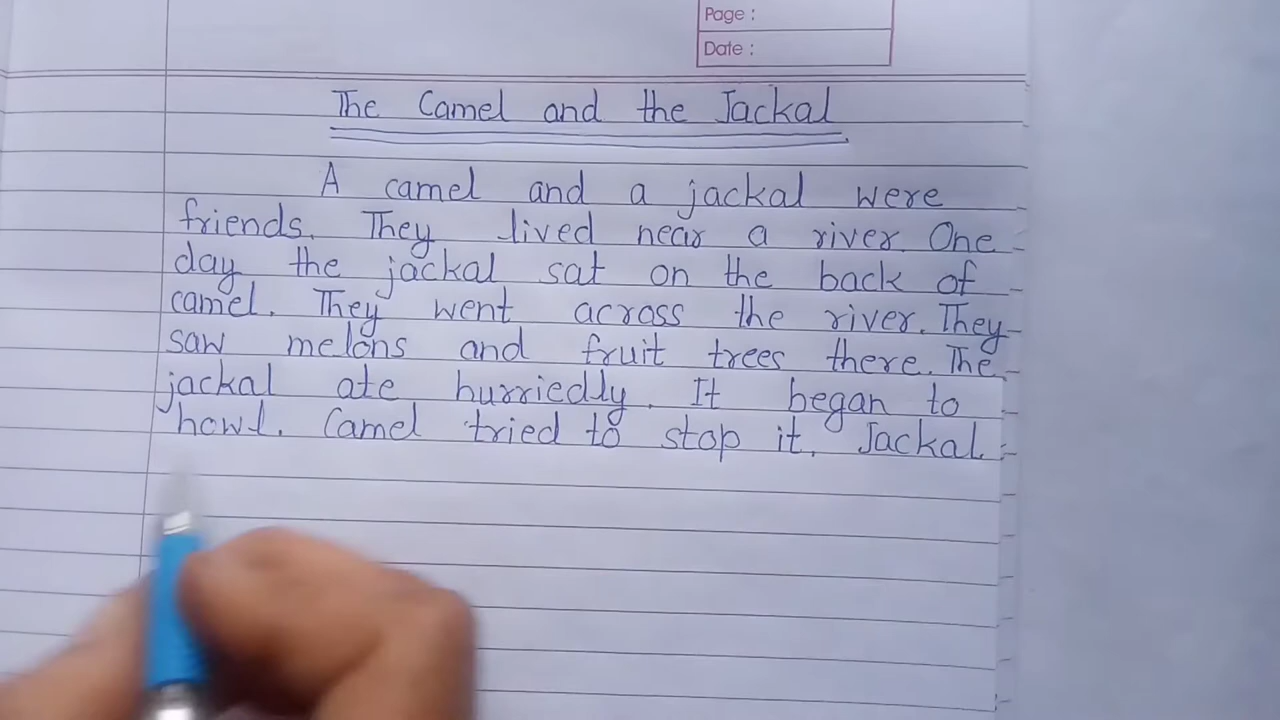 Page :
Date :
The Camel and the Jackal
A camel and a jackal were
friends. They lived near a river. One
day the jackal sat on the back of
camel. They went across the river. They
saw melons and fruit trees there. The
jackal ate hurriedly. It began to
howl. Camel tried to stop it. Jackal